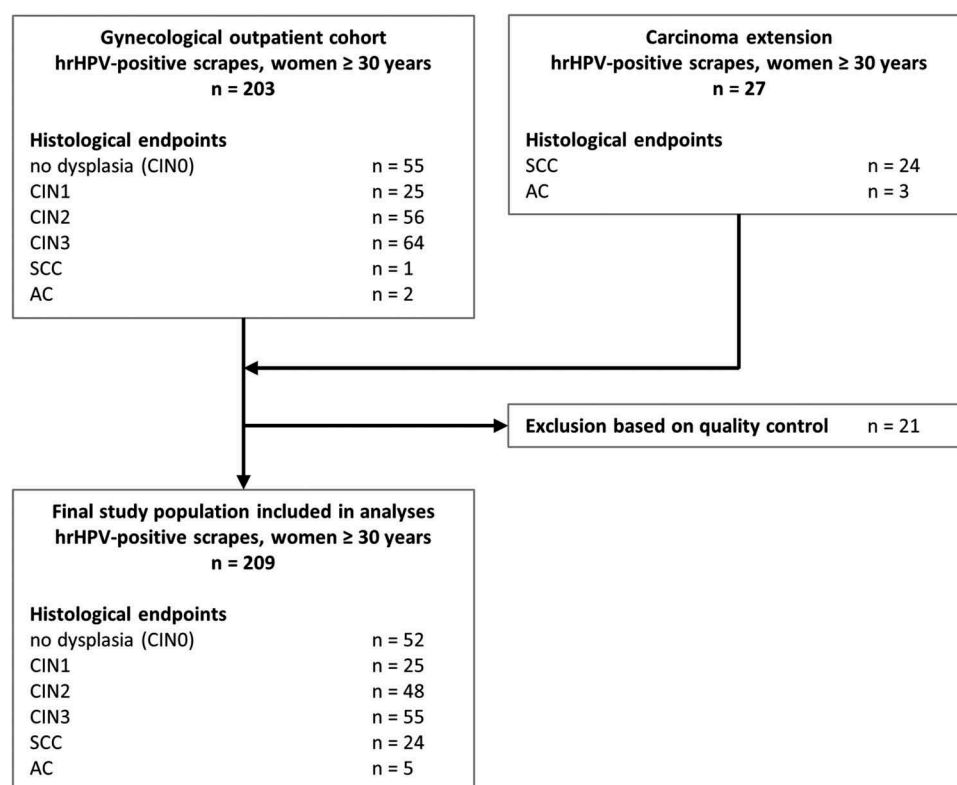 Gynecological outpatient cohort
hrHPV-positive scrapes, women ≥ 30 years
n = 203
Histological endpoints
no dysplasia (CIN0) n = 55
CIN1 n = 25
CIN2 n = 56
CIN3 n = 64
SCC n = 1
AC n = 2
Carcinoma extension
hrHPV-positive scrapes, women ≥ 30 years
n = 27
Histological endpoints
SCC n = 24
AC n = 3
Exclusion based on quality control n = 21
Final study population included in analyses
hrHPV-positive scrapes, women ≥ 30 years
n = 209
Histological endpoints
no dysplasia (CIN0) n = 52
CIN1 n = 25
CIN2 n = 48
CIN3 n = 55
SCC n = 24
AC n = 5